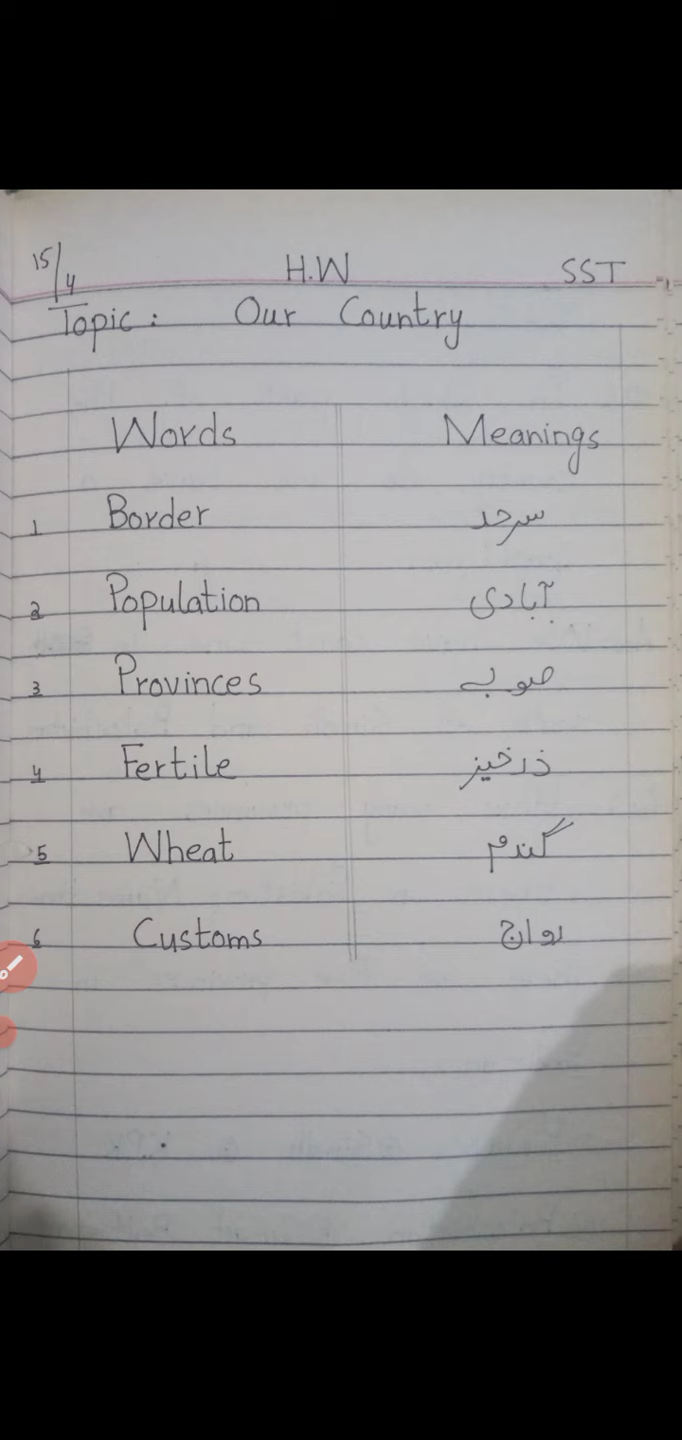 15/4 H.W SST
Topic: Our Country
Words Meanings
1 Border سرحد
2 Population آبادی
3 Provinces صوبے
4 Fertile ذرخیز
5 Wheat گندم
6 Customs رواج